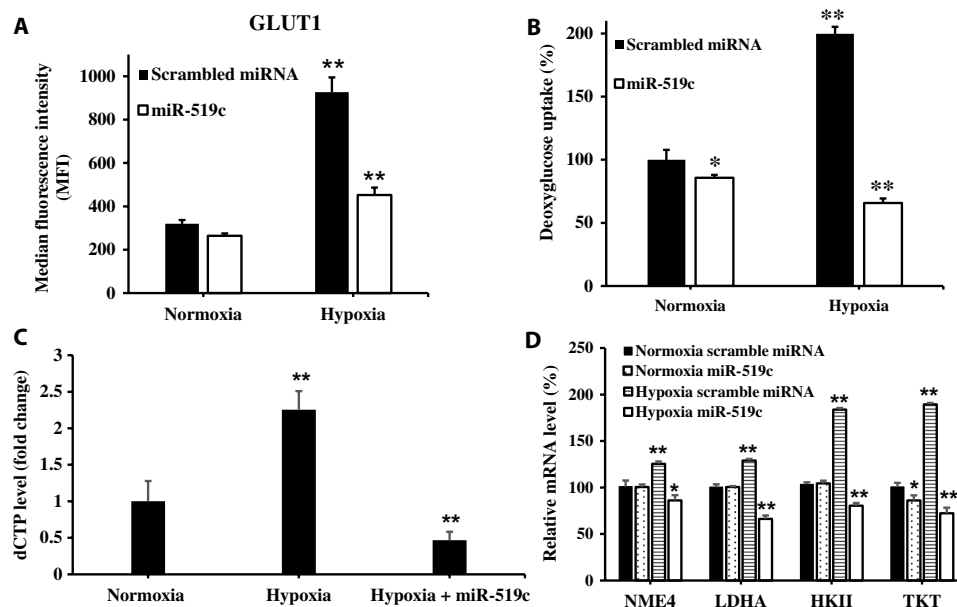 A
GLUT1
Median fluorescence intensity
(MFI)
1000
800
600
400
200
0
Scrambled miRNA
miR-519c
**
**
Normoxia
Hypoxia
B
Deoxyglucose uptake (%)
200
150
100
50
0
Scrambled miRNA
miR-519c
*
**
**
Normoxia
Hypoxia
C
dCTP level (fold change)
3
2.5
2
1.5
1
0.5
0
**
**
Normoxia
Hypoxia
Hypoxia + miR-519c
D
Relative mRNA level (%)
250
200
150
100
50
0
Normoxia scramble miRNA
Normoxia miR-519c
Hypoxia scramble miRNA
Hypoxia miR-519c
**
*
**
**
**
**
*
**
**
NME4
LDHA
HKII
TKT